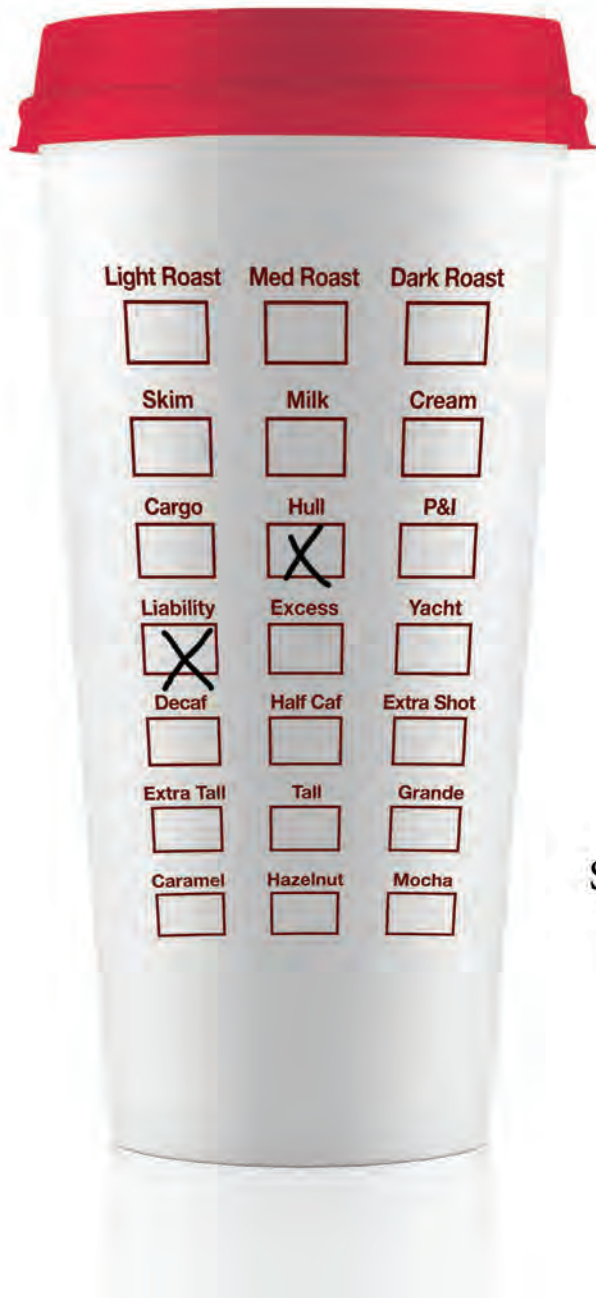 Light Roast Med Roast Dark Roast
Skim Milk Cream
Cargo Hull P&I
X
Liability Excess Yacht
X
Decaf Half Caf Extra Shot
Extra Tall Tall Grande
Caramel Hazelnut Mocha
S